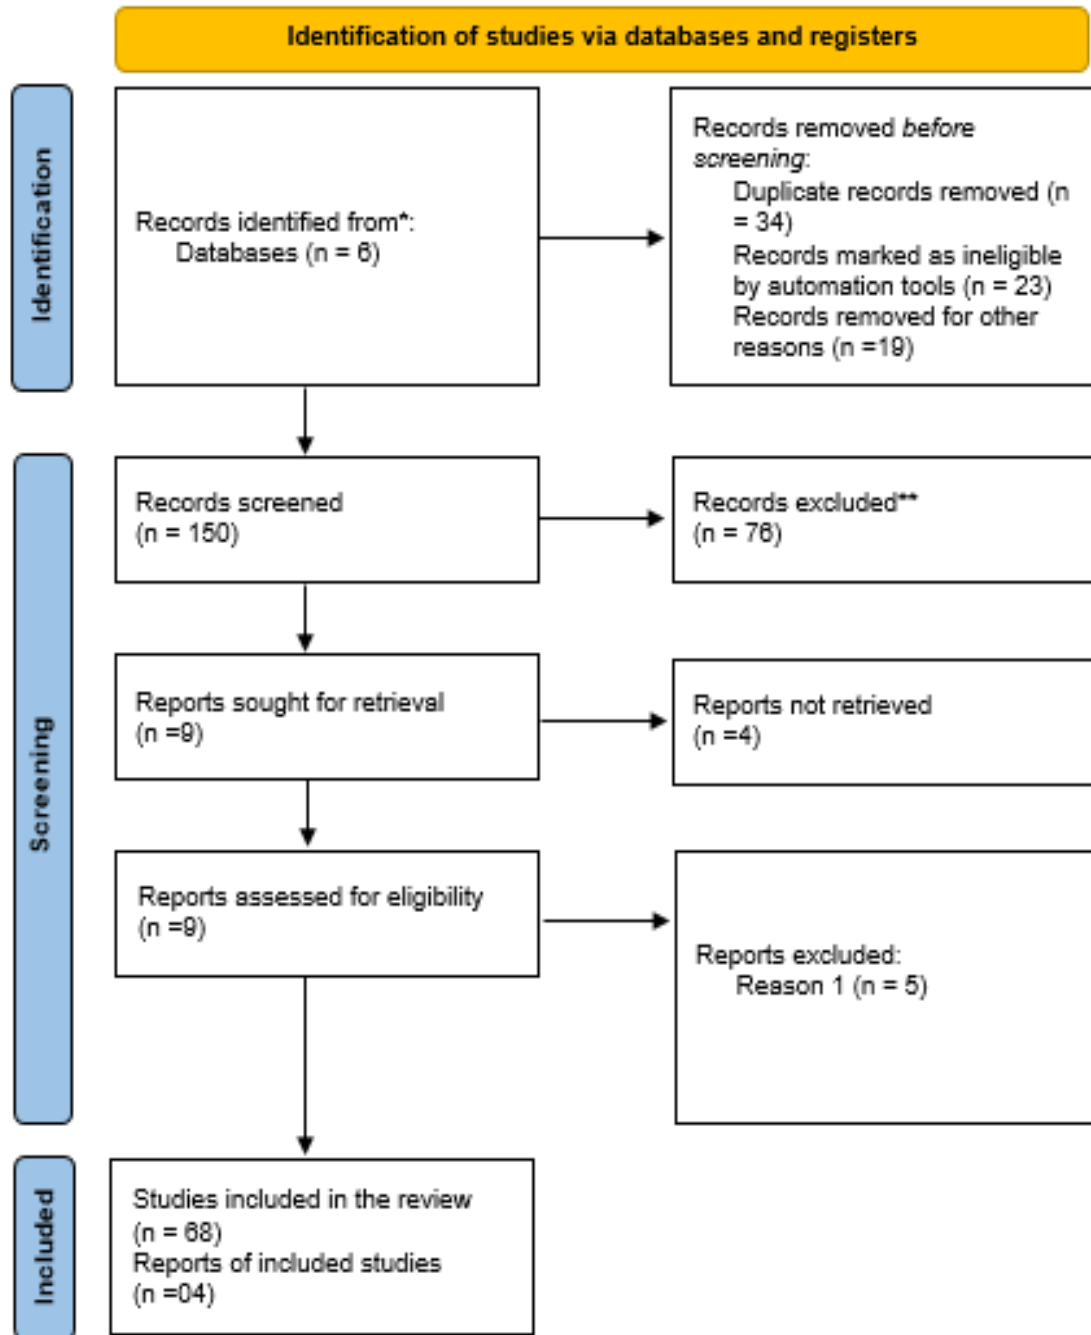 Identification of studies via databases and registers
Identification
Records identified from*:
Databases (n = 6)
Records removed before
screening:
Duplicate records removed (n
= 34)
Records marked as ineligible
by automation tools (n = 23)
Records removed for other
reasons (n =19)
Screening
Records screened
(n = 150)
Records excluded**
(n = 76)
Reports sought for retrieval
(n =9)
Reports not retrieved
(n =4)
Reports assessed for eligibility
(n =9)
Reports excluded:
Reason 1 (n = 5)
Included
Studies included in the review
(n = 68)
Reports of included studies
(n =04)